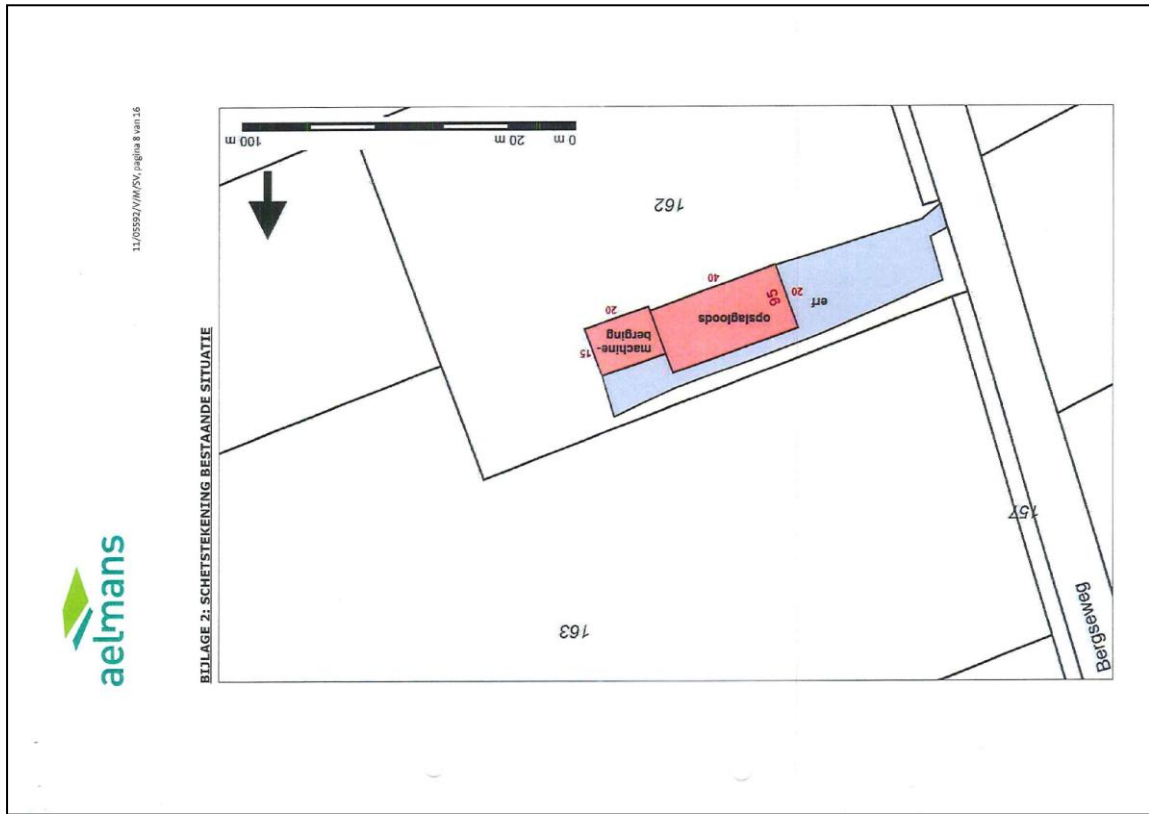 aelmans
11/05592/V/M/SV, pagina 8 van 16
BIJLAGE 2: SCHETSTEKENING BESTAANDE SITUATIE
0 m
20 m
100 m
162
163
157
Bergseweg
erf
opslagloods
machine-
berging
95
20
40
20
15